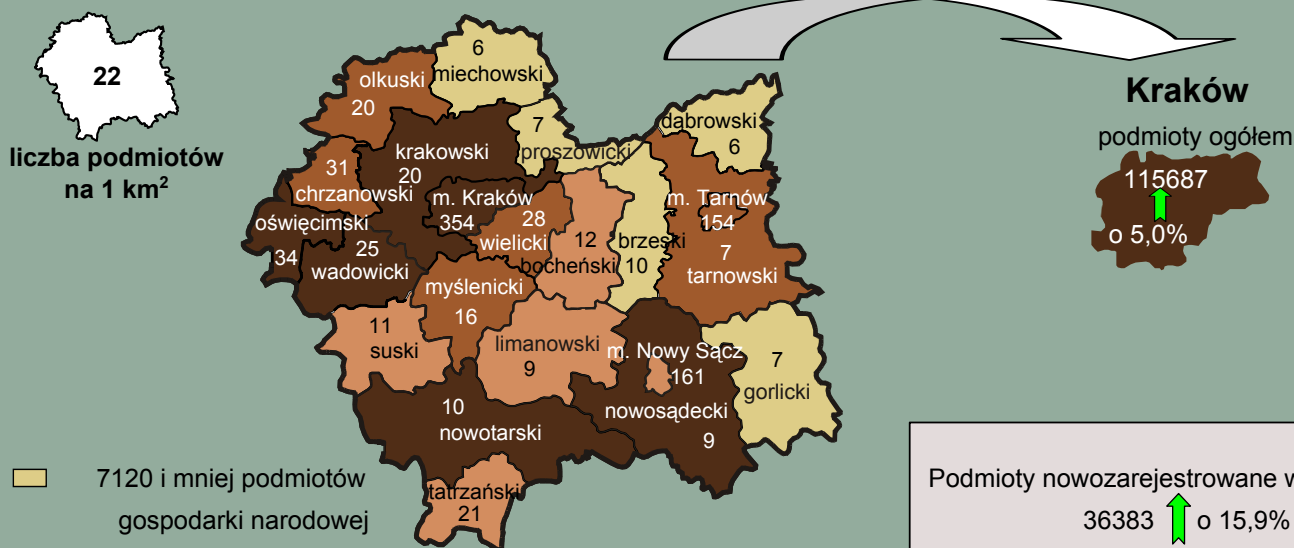 22
liczba podmiotów
na 1 km²
6
miechowski
olkuski
20
7
proszowicki
dąbrowski
6
krakowski
20
31
chrzanowski
m. Kraków
354
28
wielicki
12
bocheński
brzeski
10
m. Tarnów
154
7
tarnowski
oświęcimski
34
25
wadowicki
myślenicki
16
11
suski
limanowski
9
m. Nowy Sącz
161
nowosądecki
9
7
gorlicki
10
nowotarski
tatrzański
21
7120 i mniej podmiotów
gospodarki narodowej
Kraków
podmioty ogółem
115687
o 5,0%
Podmioty nowozarejestrowane w
36383 o 15,9%